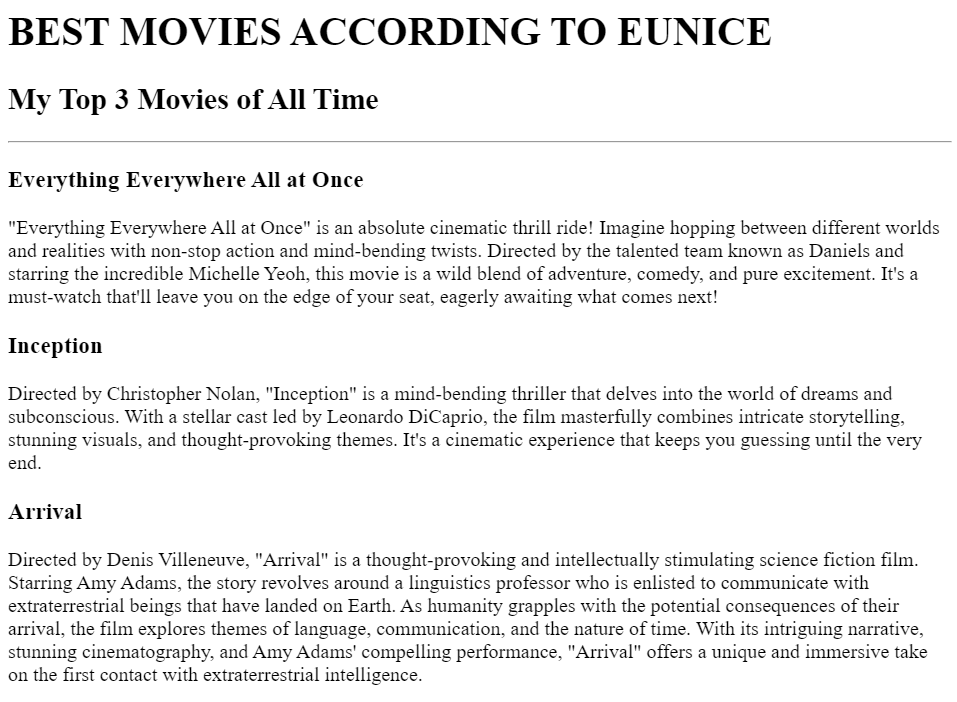 BEST MOVIES ACCORDING TO EUNICE
My Top 3 Movies of All Time
Everything Everywhere All at Once
"Everything Everywhere All at Once" is an absolute cinematic thrill ride! Imagine hopping between different worlds
and realities with non-stop action and mind-bending twists. Directed by the talented team known as Daniels and
starring the incredible Michelle Yeoh, this movie is a wild blend of adventure, comedy, and pure excitement. It's a
must-watch that'll leave you on the edge of your seat, eagerly awaiting what comes next!
Inception
Directed by Christopher Nolan, "Inception" is a mind-bending thriller that delves into the world of dreams and
subconscious. With a stellar cast led by Leonardo DiCaprio, the film masterfully combines intricate storytelling,
stunning visuals, and thought-provoking themes. It's a cinematic experience that keeps you guessing until the very
end.
Arrival
Directed by Denis Villeneuve, "Arrival" is a thought-provoking and intellectually stimulating science fiction film.
Starring Amy Adams, the story revolves around a linguistics professor who is enlisted to communicate with
extraterrestrial beings that have landed on Earth. As humanity grapples with the potential consequences of their
arrival, the film explores themes of language, communication, and the nature of time. With its intriguing narrative,
stunning cinematography, and Amy Adams' compelling performance, "Arrival" offers a unique and immersive take
on the first contact with extraterrestrial intelligence.